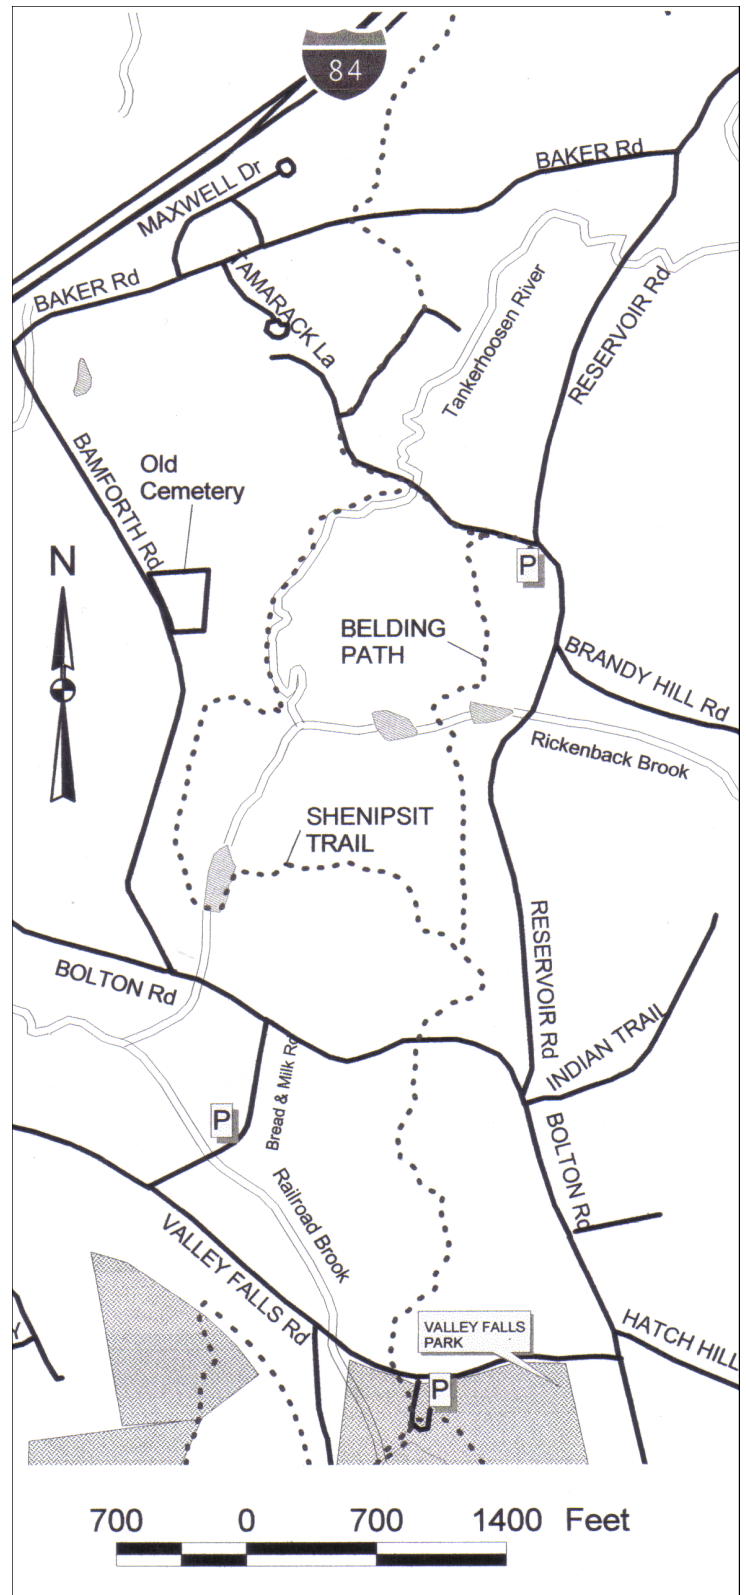 84
BAKER Rd
MAXWELL Dr
BAKER Rd
TAMARACK La
Tankerhoosen River
RESERVOIR Rd
BAMFORTH Rd
Old
Cemetery
N
P
BELDING
PATH
BRANDY HILL Rd
Rickenback Brook
SHENIPSIT
TRAIL
RESERVOIR Rd
BOLTON Rd
INDIAN TRAIL
Bread & Milk Rd
P
BOLTON Rd
Railroad Brook
VALLEY FALLS Rd
VALLEY FALLS
PARK
HATCH HILL
Y
P
700 0 700 1400 Feet